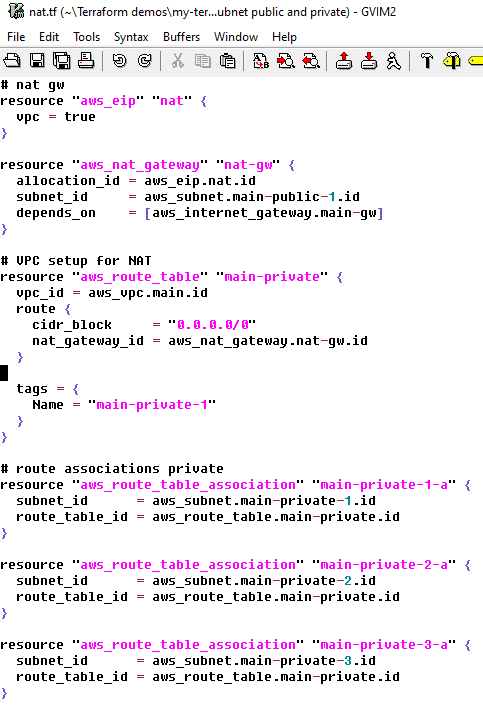 nat.tf (~\Terraform demos\my-ter...ubnet public and private) - GVIM2
File Edit Tools Syntax Buffers Window Help
# nat gw
resource "aws_eip" "nat" {
  vpc = true
}

resource "aws_nat_gateway" "nat-gw" {
  allocation_id = aws_eip.nat.id
  subnet_id     = aws_subnet.main-public-1.id
  depends_on    = [aws_internet_gateway.main-gw]
}

# VPC setup for NAT
resource "aws_route_table" "main-private" {
  vpc_id = aws_vpc.main.id
  route {
    cidr_block     = "0.0.0.0/0"
    nat_gateway_id = aws_nat_gateway.nat-gw.id
  }

  tags = {
    Name = "main-private-1"
  }
}

# route associations private
resource "aws_route_table_association" "main-private-1-a" {
  subnet_id      = aws_subnet.main-private-1.id
  route_table_id = aws_route_table.main-private.id
}

resource "aws_route_table_association" "main-private-2-a" {
  subnet_id      = aws_subnet.main-private-2.id
  route_table_id = aws_route_table.main-private.id
}

resource "aws_route_table_association" "main-private-3-a" {
  subnet_id      = aws_subnet.main-private-3.id
  route_table_id = aws_route_table.main-private.id
}